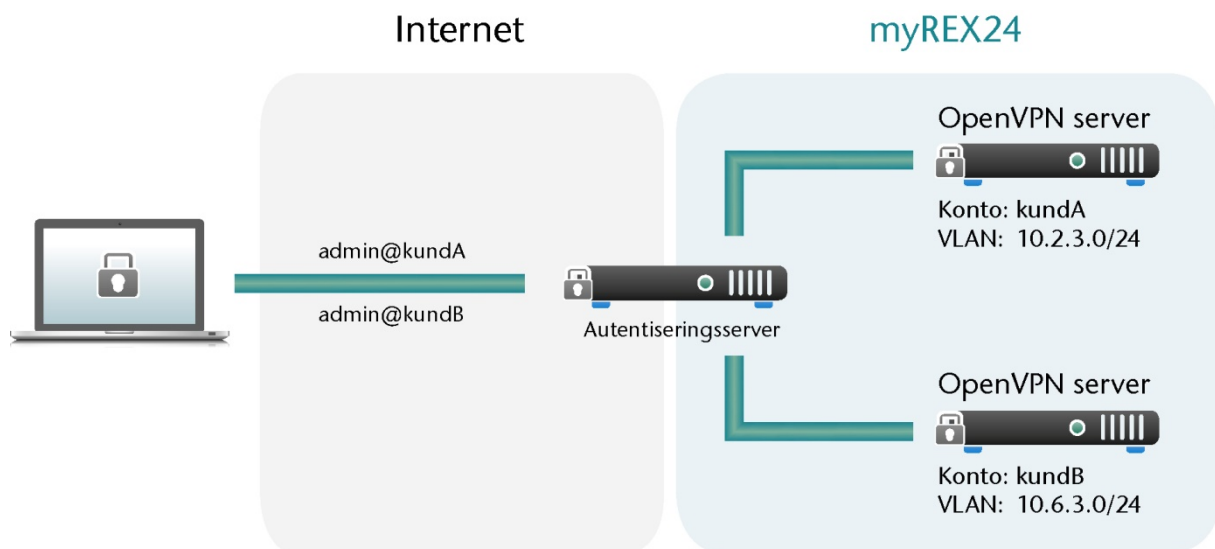 Internet
myREX24
OpenVPN server
Konto: kundA
VLAN: 10.2.3.0/24
admin@kundA
admin@kundB
Autentiseringsserver
OpenVPN server
Konto: kundB
VLAN: 10.6.3.0/24